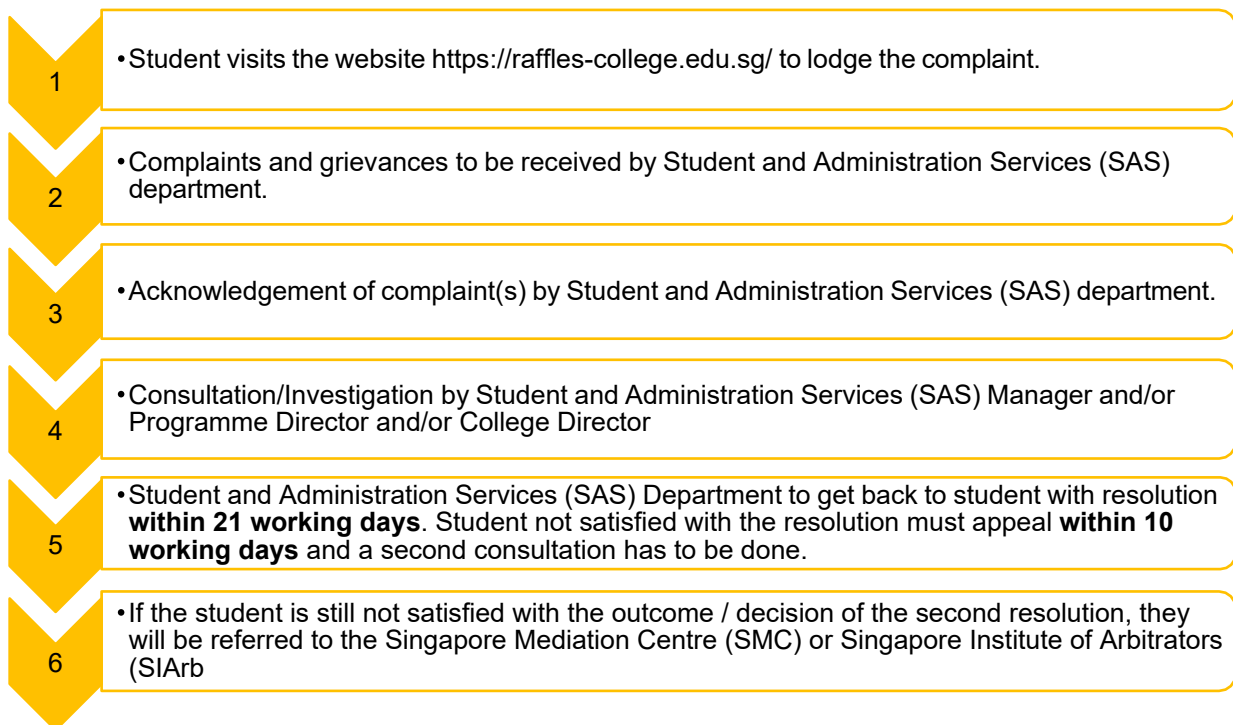 1
•Student visits the website https://raffles-college.edu.sg/ to lodge the complaint.
2
•Complaints and grievances to be received by Student and Administration Services (SAS)
department.
3
•Acknowledgement of complaint(s) by Student and Administration Services (SAS) department.
4
•Consultation/Investigation by Student and Administration Services (SAS) Manager and/or
Programme Director and/or College Director
5
•Student and Administration Services (SAS) Department to get back to student with resolution
within 21 working days. Student not satisfied with the resolution must appeal within 10
working days and a second consultation has to be done.
6
•If the student is still not satisfied with the outcome / decision of the second resolution, they
will be referred to the Singapore Mediation Centre (SMC) or Singapore Institute of Arbitrators
(SIArb